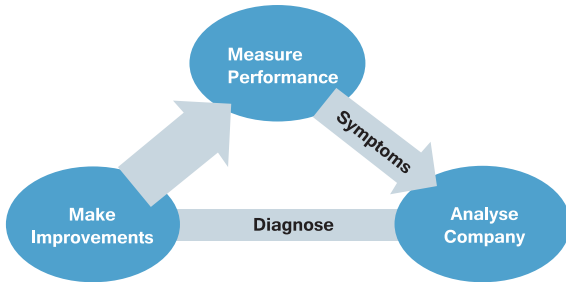 Measure
Performance
Symptoms
Make
Improvements
Diagnose
Analyse
Company